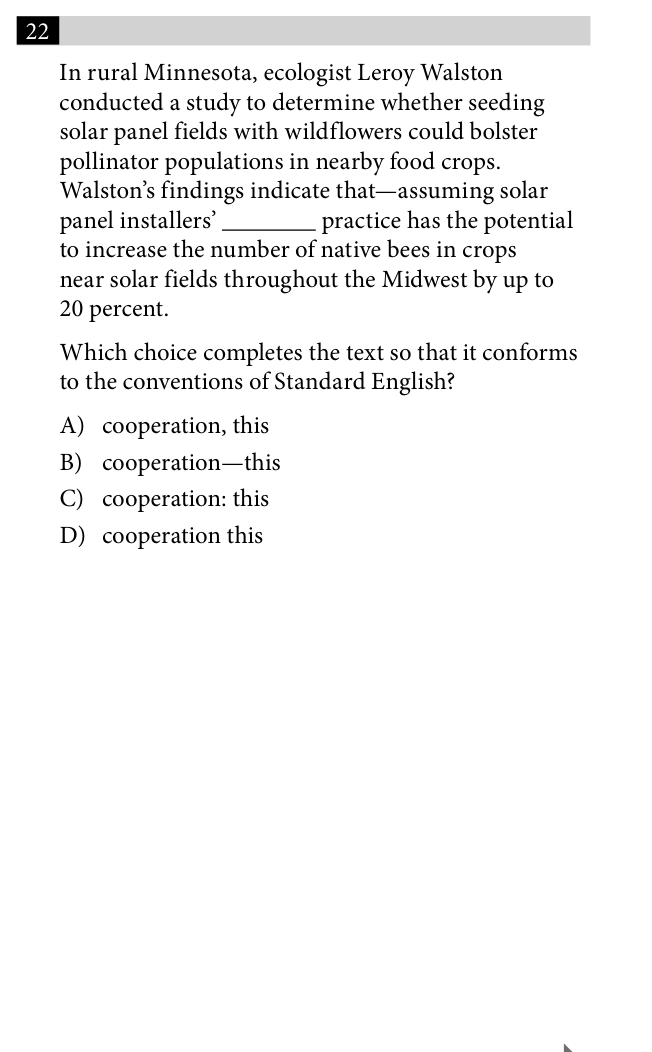 22
In rural Minnesota, ecologist Leroy Walston
conducted a study to determine whether seeding
solar panel fields with wildflowers could bolster
pollinator populations in nearby food crops.
Walston’s findings indicate that—assuming solar
panel installers’ ________ practice has the potential
to increase the number of native bees in crops
near solar fields throughout the Midwest by up to
20 percent.
Which choice completes the text so that it conforms
to the conventions of Standard English?
A) cooperation, this
B) cooperation—this
C) cooperation: this
D) cooperation this